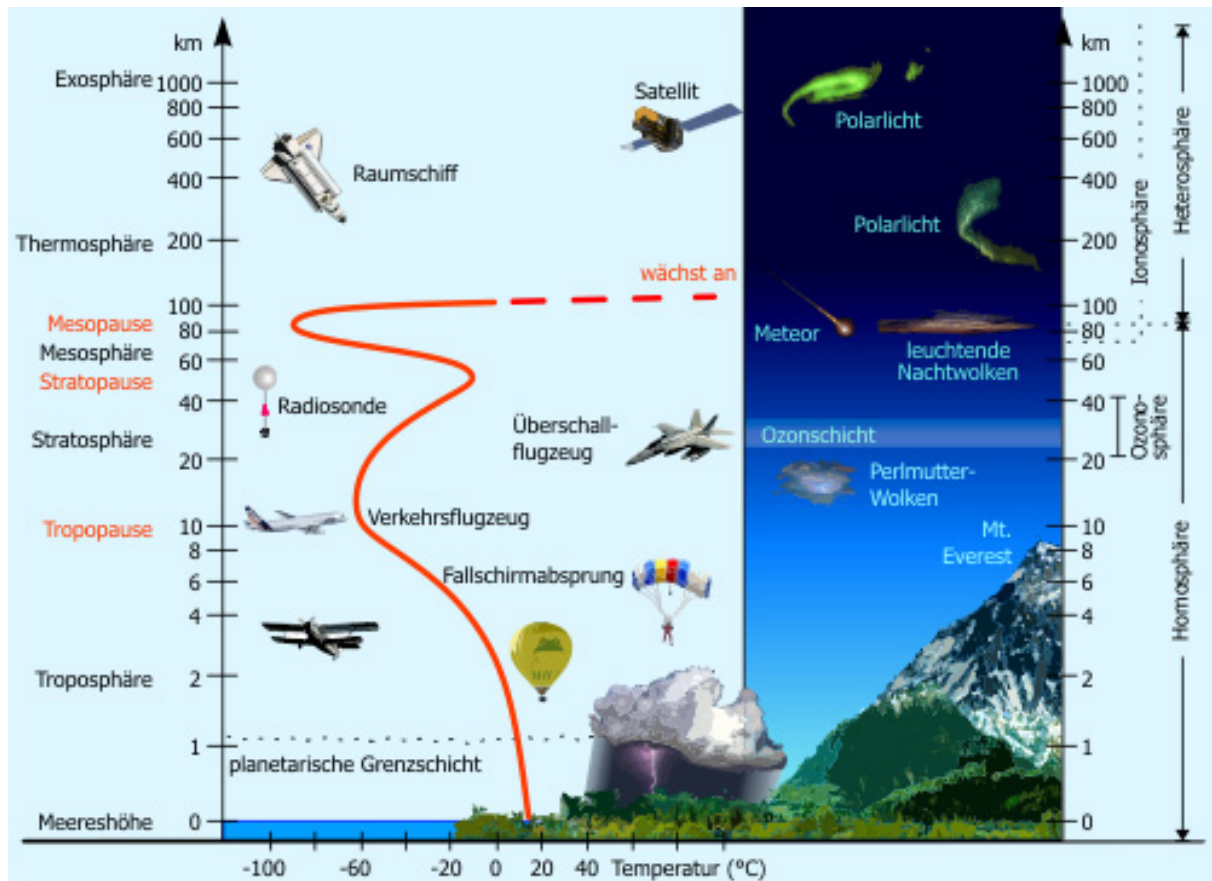 km
km
Exosphäre
1000
Satellit
1000
800
800
600
Polarlicht
600
Raumschiff
400
400
Ionosphäre
Heterosphäre
Thermosphäre
200
Polarlicht
200
wächst an
100
100
Mesopause
80
Meteor
80
Mesosphäre
60
leuchtende
Nachtwolken
60
Stratopause
40
Radiosonde
40
Überschall-
flugzeug
Ozonschicht
Ozono-
sphäre
Stratosphäre
20
20
Perlmutter-
Wolken
Tropopause
10
Verkehrsflugzeug
10
Mt.
Everest
8
8
Fallschirmabsprung
6
6
4
4
Homosphäre
Troposphäre
2
2
1
1
planetarische Grenzschicht
Meereshöhe
0
0
-100 -60 -20 0 20 40 Temperatur (°C)